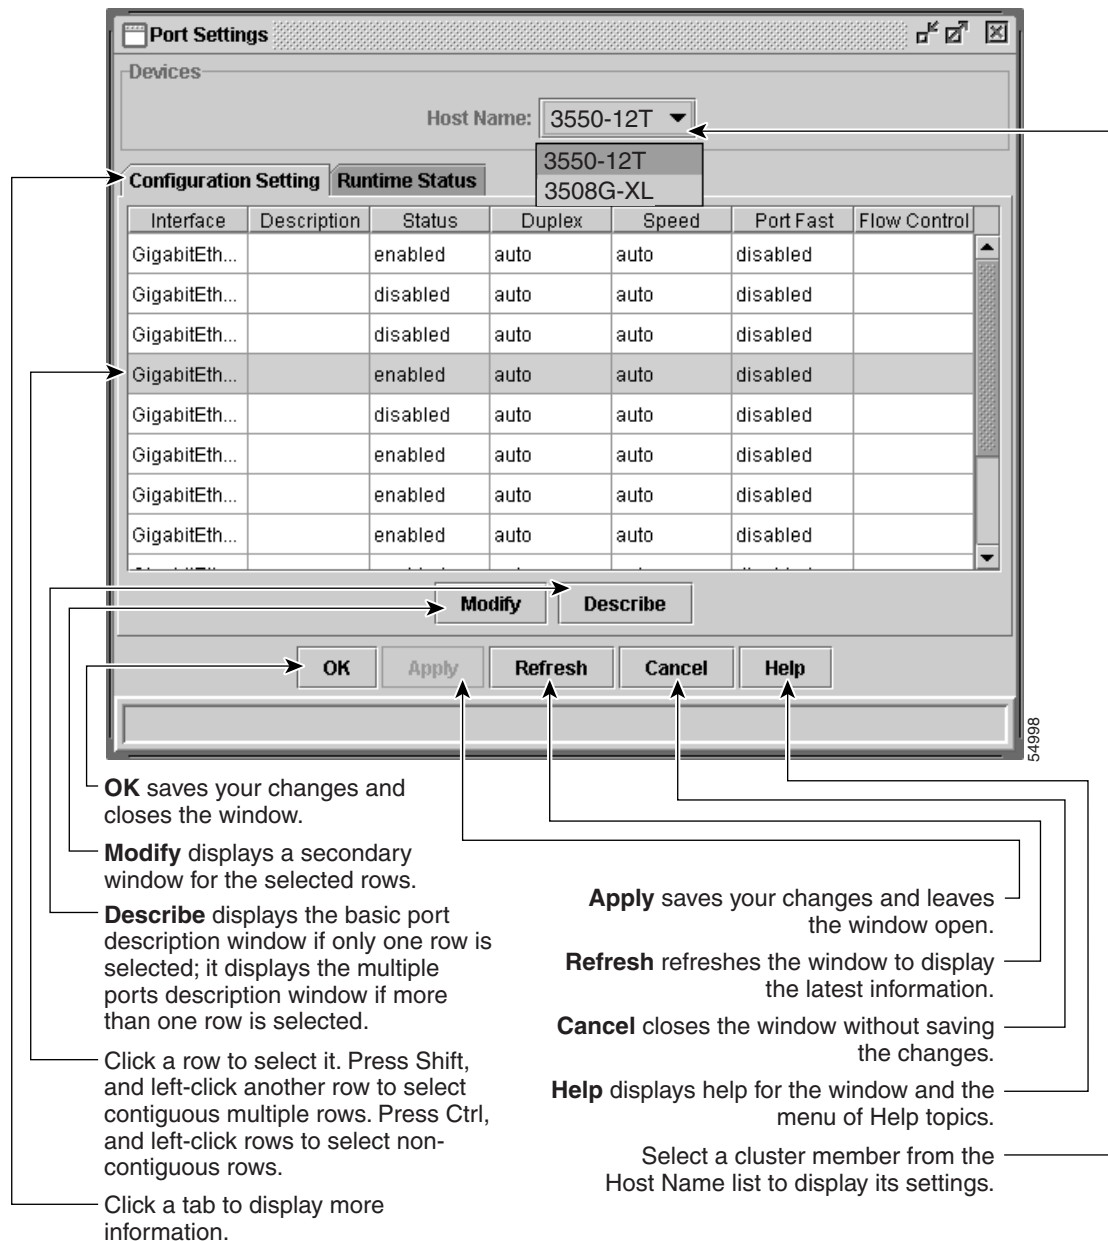 Port Settings
Devices
Host Name: 3550-12T
3550-12T
3508G-XL
Configuration Setting Runtime Status
Interface Description Status Duplex Speed Port Fast Flow Control
GigabitEth... enabled auto auto disabled
GigabitEth... disabled auto auto disabled
GigabitEth... disabled auto auto disabled
GigabitEth... enabled auto auto disabled
GigabitEth... disabled auto auto disabled
GigabitEth... enabled auto auto disabled
GigabitEth... enabled auto auto disabled
GigabitEth... enabled auto auto disabled
Modify Describe
OK Apply Refresh Cancel Help
54998
OK saves your changes and
closes the window.
Modify displays a secondary
window for the selected rows.
Describe displays the basic port
description window if only one row is
selected; it displays the multiple
ports description window if more
than one row is selected.
Click a row to select it. Press Shift,
and left-click another row to select
contiguous multiple rows. Press Ctrl,
and left-click rows to select non-
contiguous rows.
Click a tab to display more
information.
Apply saves your changes and leaves
the window open.
Refresh refreshes the window to display
the latest information.
Cancel closes the window without saving
the changes.
Help displays help for the window and the
menu of Help topics.
Select a cluster member from the
Host Name list to display its settings.